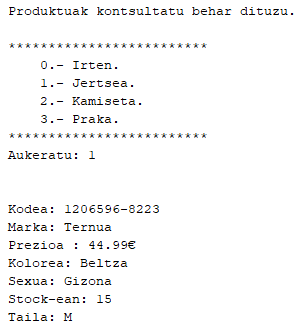 Produktuak kontsultatu behar dituzu.
*************************
0.- Irten.
1.- Jertsea.
2.- Kamiseta.
3.- Praka.
*************************
Aukeratu: 1
Kodea: 1206596-8223
Marka: Ternua
Prezioa : 44.99€
Kolorea: Beltza
Sexua: Gizona
Stock-ean: 15
Taila: M